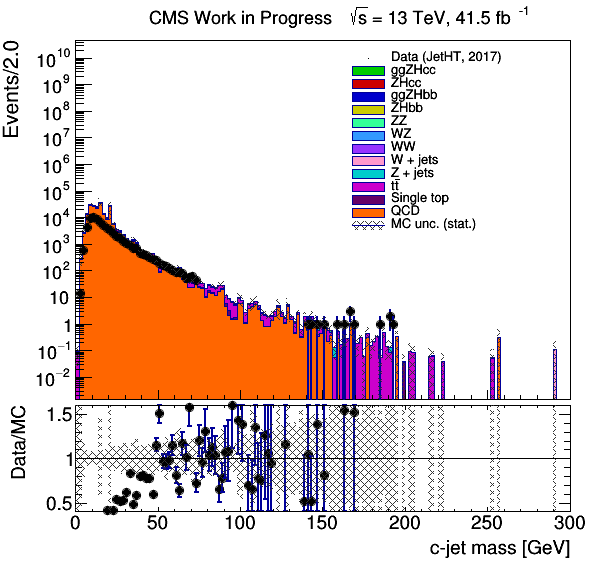 CMS Work in Progress √s = 13 TeV, 41.5 fb⁻¹
Events/2.0
10¹⁰
10⁹
10⁸
10⁷
10⁶
10⁵
10⁴
10³
10²
10
1
10⁻¹
10⁻²
Data (JetHT, 2017)
ggZHcc
ZHcc
ggZHbb
ZHbb
ZZ
WZ
WW
W + jets
Z + jets
tt̄
Single top
QCD
MC unc. (stat.)
Data/MC
1.5
1
0.5
0 50 100 150 200 250 300
c-jet mass [GeV]